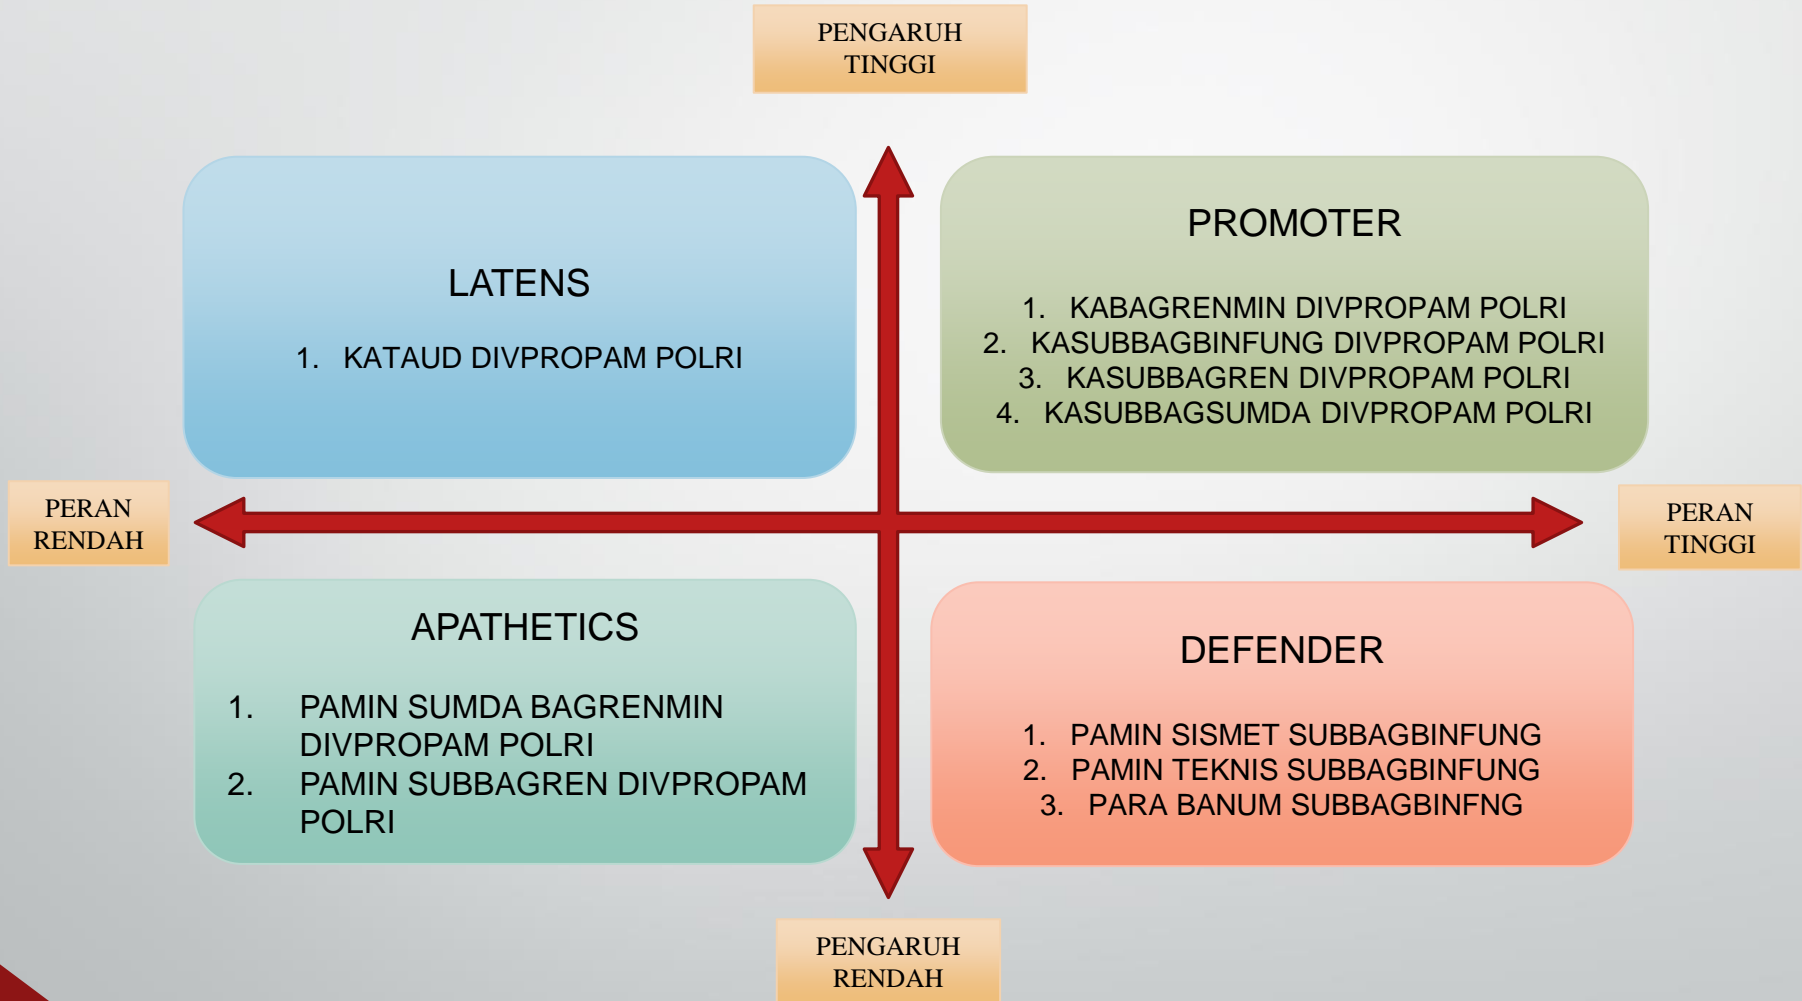 PENGARUH
TINGGI
LATENS
1. KATAUD DIVPROPAM POLRI
PROMOTER
1. KABAGRENMIN DIVPROPAM POLRI
2. KASUBBAGBINFUNG DIVPROPAM POLRI
3. KASUBBAGREN DIVPROPAM POLRI
4. KASUBBAGSUMDA DIVPROPAM POLRI
PERAN
RENDAH
PERAN
TINGGI
APATHETICS
1. PAMIN SUMDA BAGRENMIN
DIVPROPAM POLRI
2. PAMIN SUBBAGREN DIVPROPAM
POLRI
DEFENDER
1. PAMIN SISMET SUBBAGBINFUNG
2. PAMIN TEKNIS SUBBAGBINFUNG
3. PARA BANUM SUBBAGBINFNG
PENGARUH
RENDAH